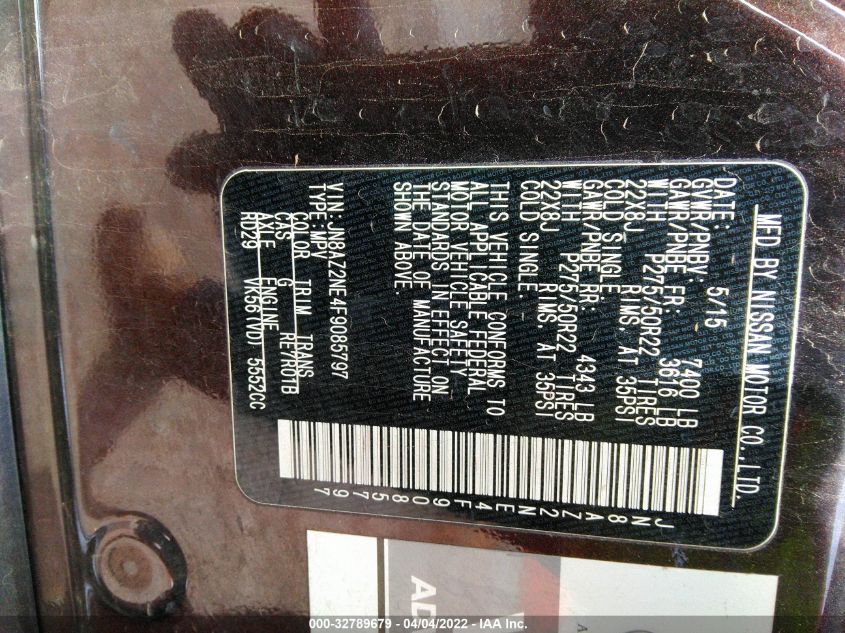 MFD BY NISSAN MOTOR CO., LTD.
DATE: 5/15
GVWR/PNBV: 7400 LB
GAWR/PNBE FR: 3616 LB
WITH P275/50R22 TIRES
22X8J RIMS, AT 35PSI
COLD SINGLE.
GAWR/PNBE RR: 4343 LB
WITH P275/50R22 TIRES
22X8J RIMS, AT 35PSI
COLD SINGLE.
THIS VEHICLE CONFORMS TO
ALL APPLICABLE FEDERAL
MOTOR VEHICLE SAFETY
STANDARDS IN EFFECT ON
THE DATE OF MANUFACTURE
SHOWN ABOVE.
VIN: JN8AZ2NE4F9085797
TYPE: MPV
COLOR TRIM TRANS
CAS G RE7R01B
AXLE ENGINE
RD29 VK56(VD) 5552CC
JN8AZ2NE4F9085797
000-32789679 - 04/04/2022 - IAA Inc.